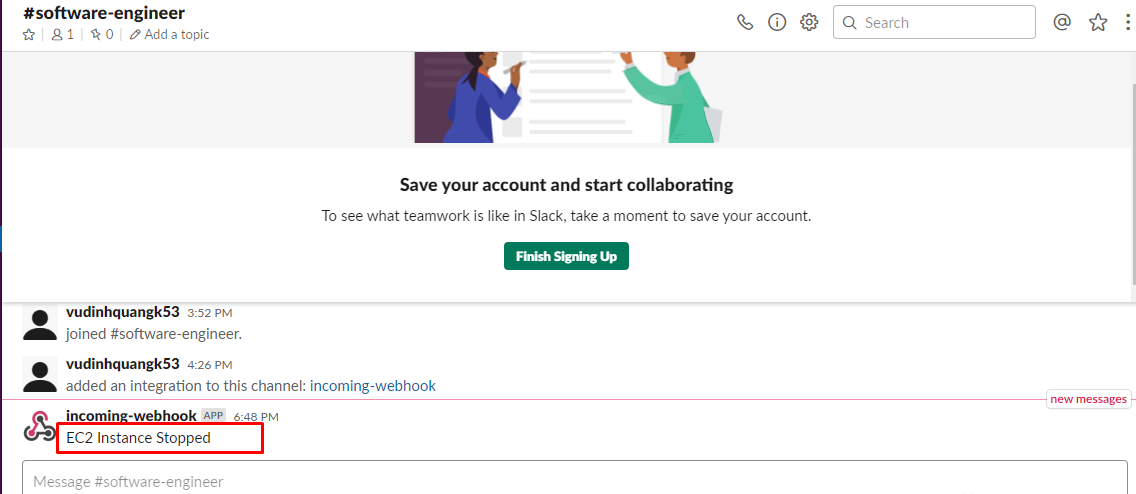 #software-engineer
1 0 Add a topic
Search
Save your account and start collaborating
To see what teamwork is like in Slack, take a moment to save your account.
Finish Signing Up
vudinhquangk53 3:52 PM
joined #software-engineer.
vudinhquangk53 4:26 PM
added an integration to this channel: incoming-webhook
new messages
incoming-webhook APP 6:48 PM
EC2 Instance Stopped
Message #software-engineer